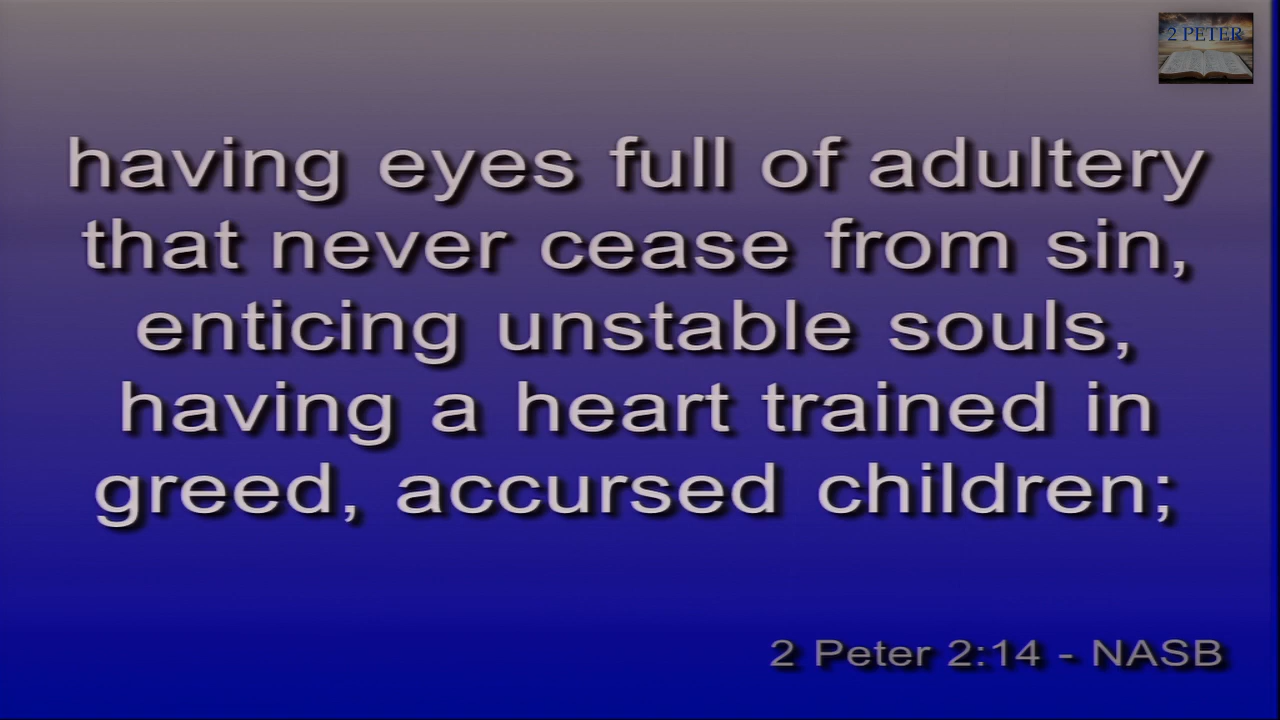 2 PETER
having eyes full of adultery
that never cease from sin,
enticing unstable souls,
having a heart trained in
greed, accursed children;
2 Peter 2:14 - NASB